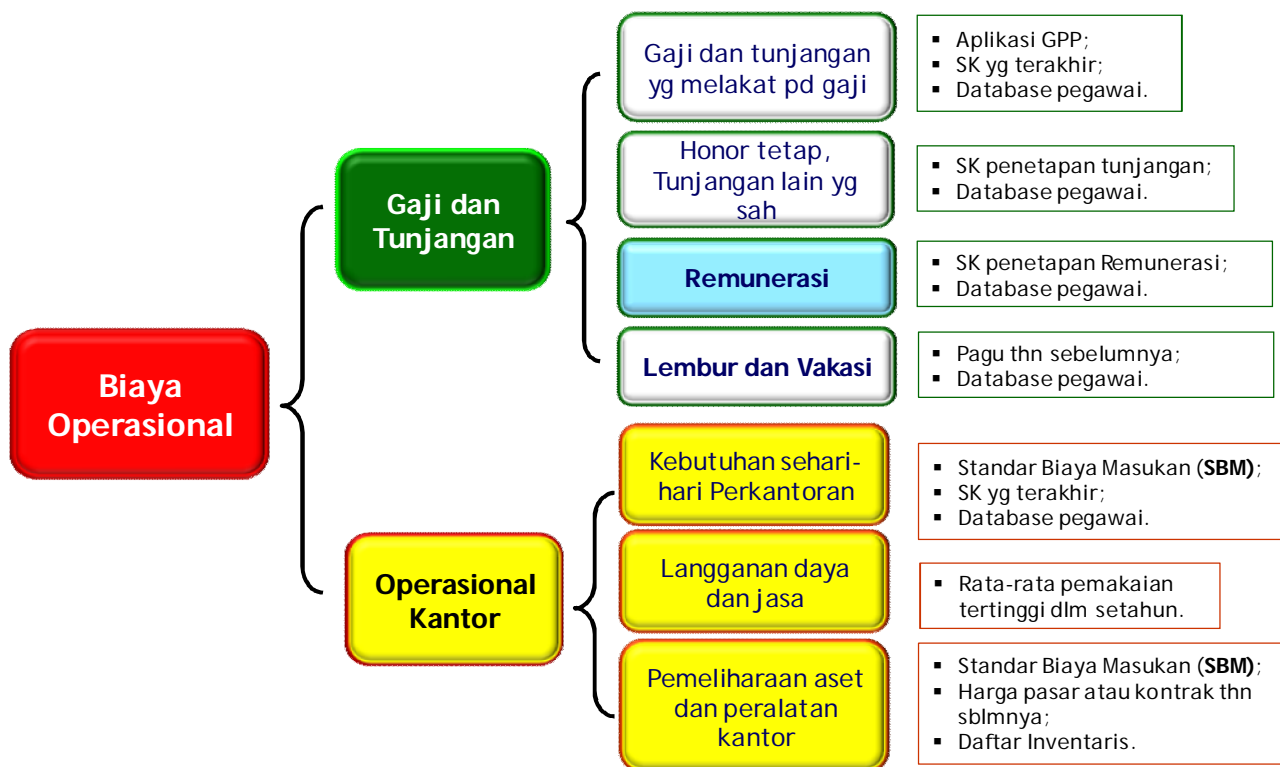 Biaya
Operasional
Gaji dan
Tunjangan
Gaji dan tunjangan
yg melakat pd gaji
▪ Aplikasi GPP;
▪ SK yg terakhir;
▪ Database pegawai.
Honor tetap,
Tunjangan lain yg
sah
▪ SK penetapan tunjangan;
▪ Database pegawai.
Remunerasi
▪ SK penetapan Remunerasi;
▪ Database pegawai.
Lembur dan Vakasi
▪ Pagu thn sebelumnya;
▪ Database pegawai.
Operasional
Kantor
Kebutuhan sehari-
hari Perkantoran
▪ Standar Biaya Masukan (SBM);
▪ SK yg terakhir;
▪ Database pegawai.
Langganan daya
dan jasa
▪ Rata-rata pemakaian
tertinggi dlm setahun.
Pemeliharaan aset
dan peralatan
kantor
▪ Standar Biaya Masukan (SBM);
▪ Harga pasar atau kontrak thn
sblmnya;
▪ Daftar Inventaris.